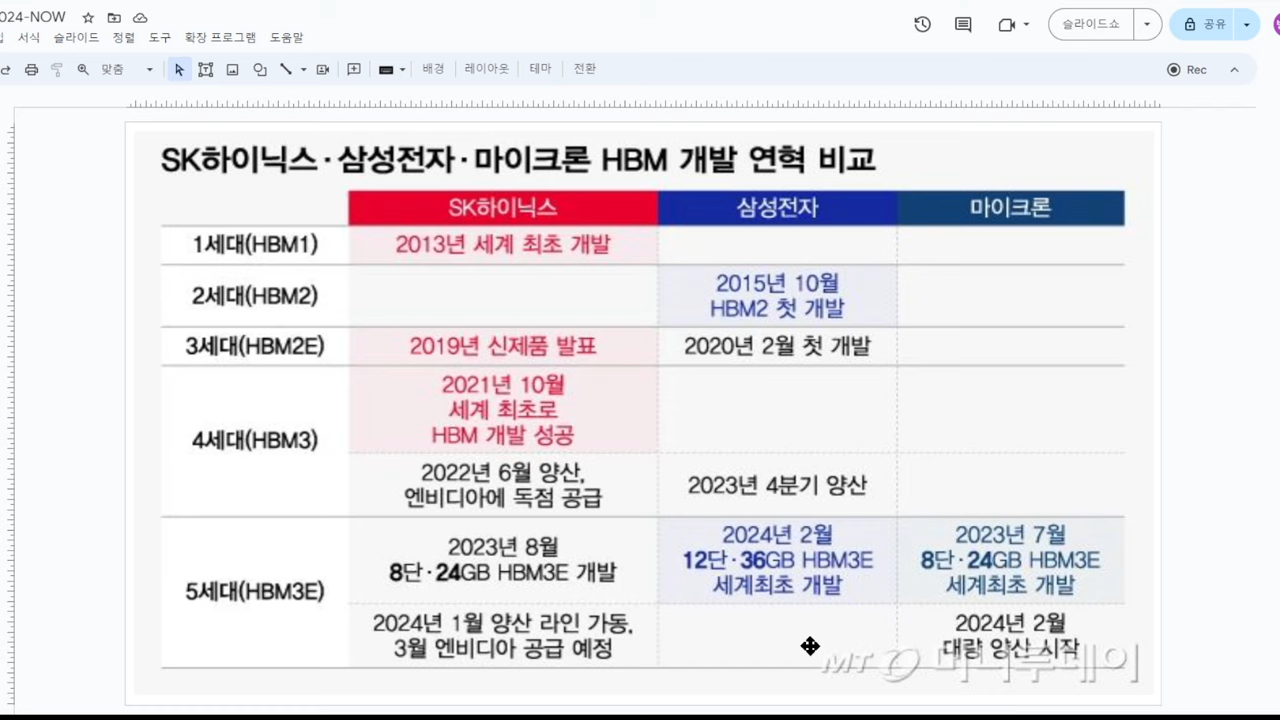 024-NOW
서식 슬라이드 정렬 도구 확장 프로그램 도움말
슬라이드쇼
공유
맞춤
배경 레이아웃 테마 전환
Rec
SK하이닉스·삼성전자·마이크론 HBM 개발 연혁 비교
SK하이닉스 삼성전자 마이크론
1세대(HBM1)
2013년 세계 최초 개발
2세대(HBM2)
2015년 10월
HBM2 첫 개발
3세대(HBM2E)
2019년 신제품 발표
2020년 2월 첫 개발
4세대(HBM3)
2021년 10월
세계 최초로
HBM 개발 성공
2022년 6월 양산,
엔비디아에 독점 공급
2023년 4분기 양산
5세대(HBM3E)
2023년 8월
8단·24GB HBM3E 개발
2024년 2월
12단·36GB HBM3E
세계최초 개발
2023년 7월
8단·24GB HBM3E
세계최초 개발
2024년 1월 양산 라인 가동,
3월 엔비디아 공급 예정
2024년 2월
대량 양산 시작
머니투데이